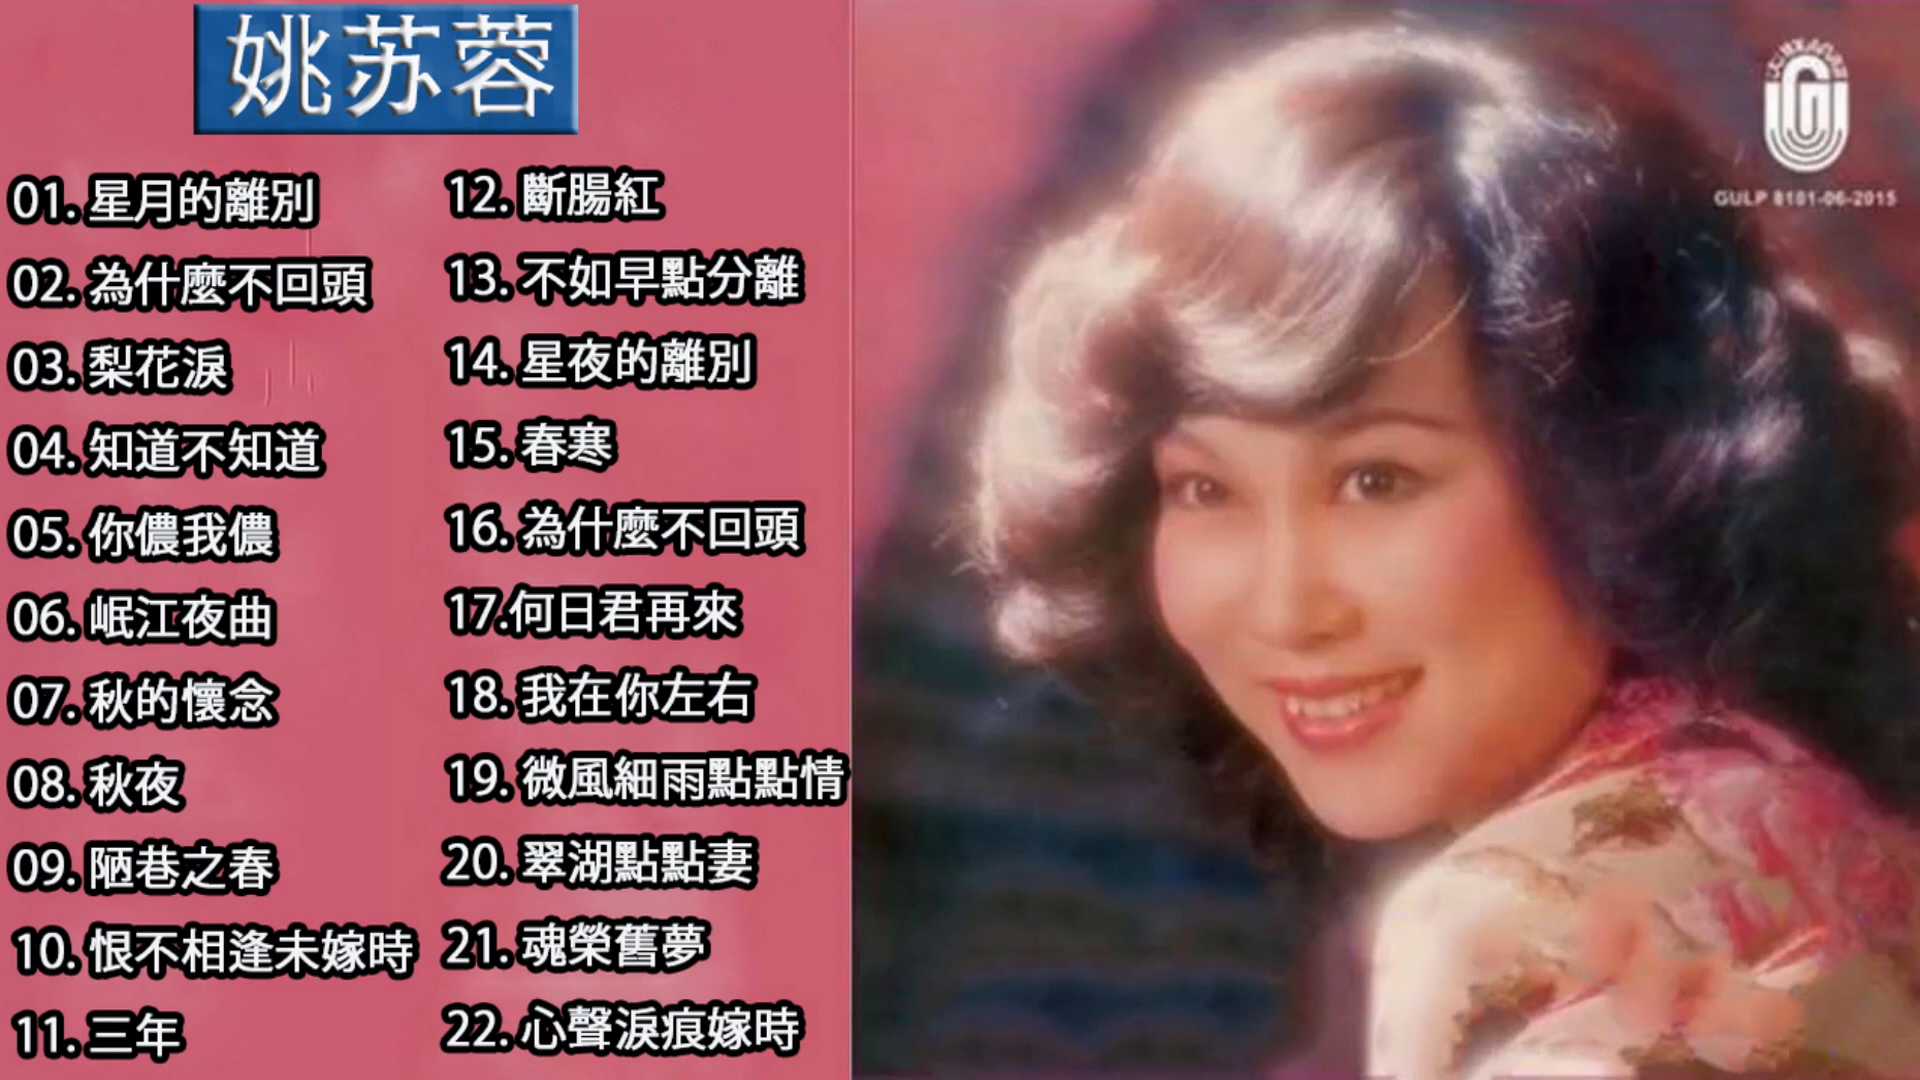 姚苏蓉
01. 星月的離別
02. 為什麼不回頭
03. 梨花淚
04. 知道不知道
05. 你儂我儂
06. 岷江夜曲
07. 秋的懷念
08. 秋夜
09. 陋巷之春
10. 恨不相逢未嫁時
11. 三年
12. 斷腸紅
13. 不如早點分離
14. 星夜的離別
15. 春寒
16. 為什麼不回頭
17.何日君再來
18. 我在你左右
19. 微風細雨點點情
20. 翠湖點點妻
21. 魂榮舊夢
22. 心聲淚痕嫁時
GULP 8101-06-2015